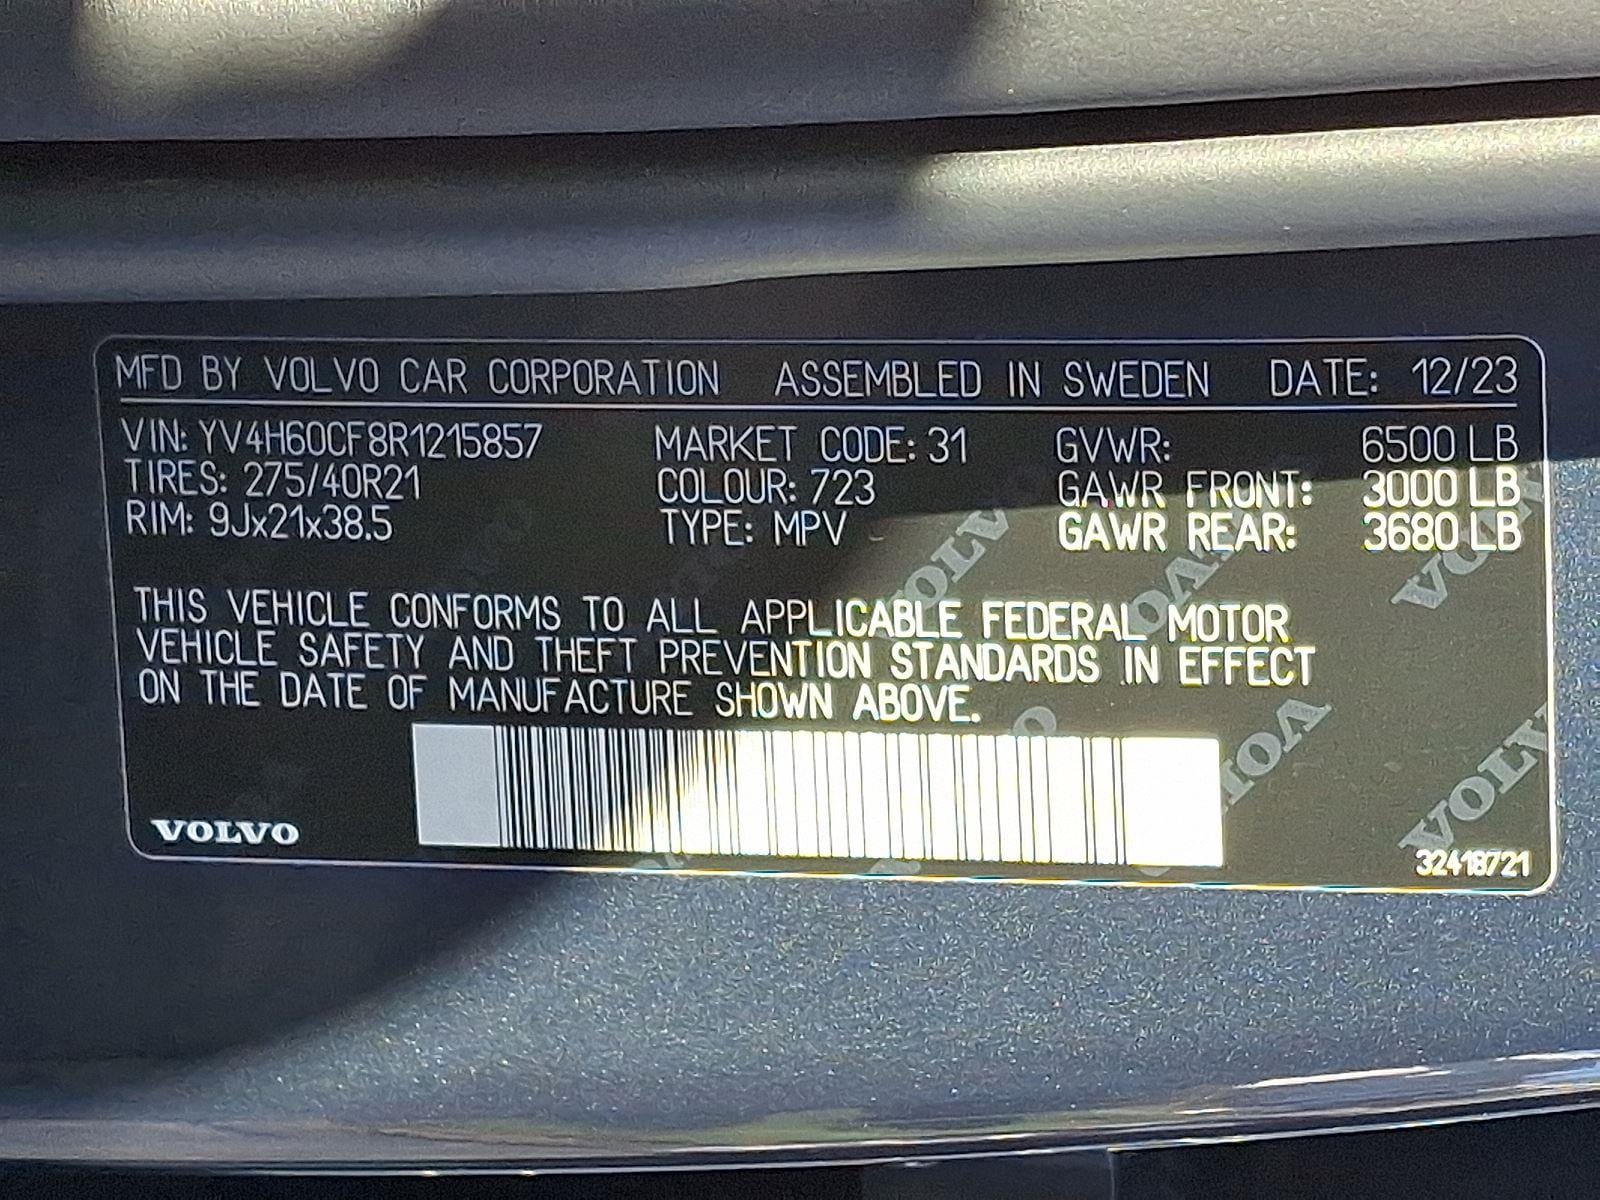 MFD BY VOLVO CAR CORPORATION ASSEMBLED IN SWEDEN DATE: 12/23
VIN: YV4H60CF8R1215857 MARKET CODE: 31 GVWR: 6500 LB
TIRES: 275/40R21 COLOUR: 723 GAWR FRONT: 3000 LB
RIM: 9Jx21x38.5 TYPE: MPV GAWR REAR: 3680 LB
THIS VEHICLE CONFORMS TO ALL APPLICABLE FEDERAL MOTOR
VEHICLE SAFETY AND THEFT PREVENTION STANDARDS IN EFFECT
ON THE DATE OF MANUFACTURE SHOWN ABOVE.
VOLVO
32418721